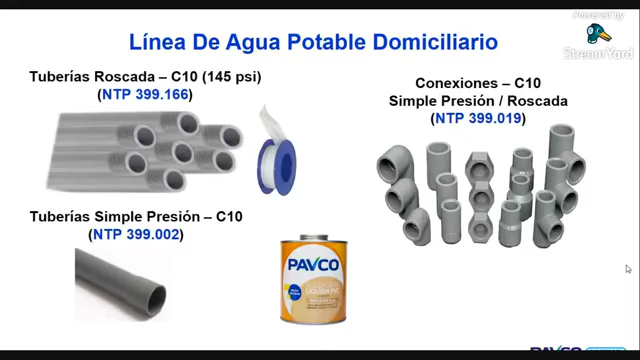 Powered by
StreamYard
Línea De Agua Potable Domiciliario
Tuberías Roscada – C10 (145 psi)
(NTP 399.166)
Conexiones – C10
Simple Presión / Roscada
(NTP 399.019)
Tuberías Simple Presión – C10
(NTP 399.002)
PAVCO
PAVCO